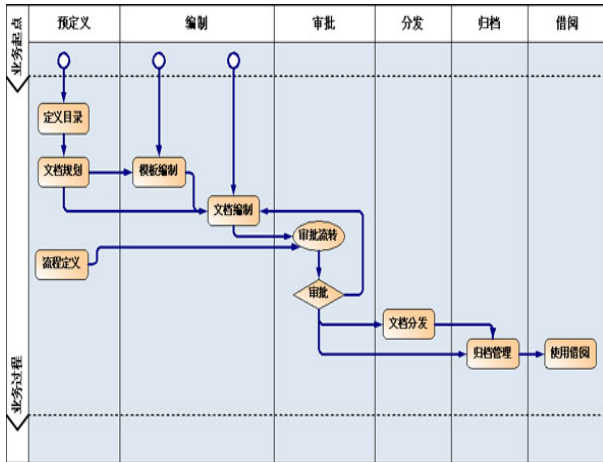 业务起点
预定义
编制
审批
分发
归档
借阅
定义目录
文档规划
模板编制
文档编制
审批流转
流程定义
审批
文档分发
归档管理
使用借阅
业务过程